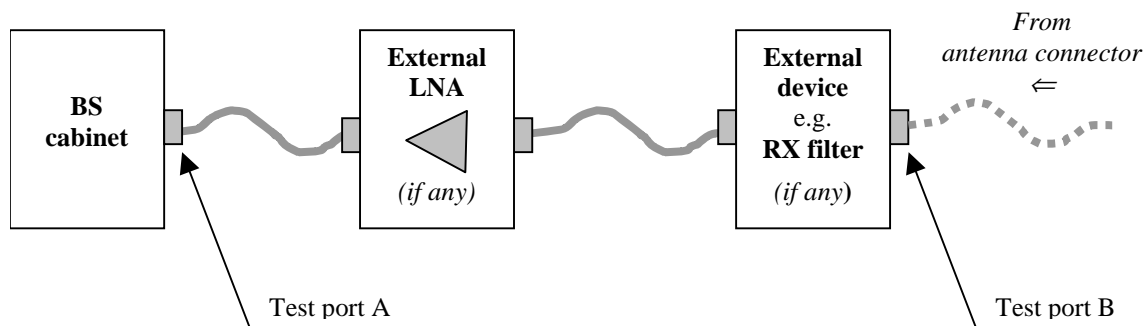 BS
cabinet
External
LNA
(if any)
External
device
e.g.
RX filter
(if any)
From
antenna connector
⇐
Test port A
Test port B